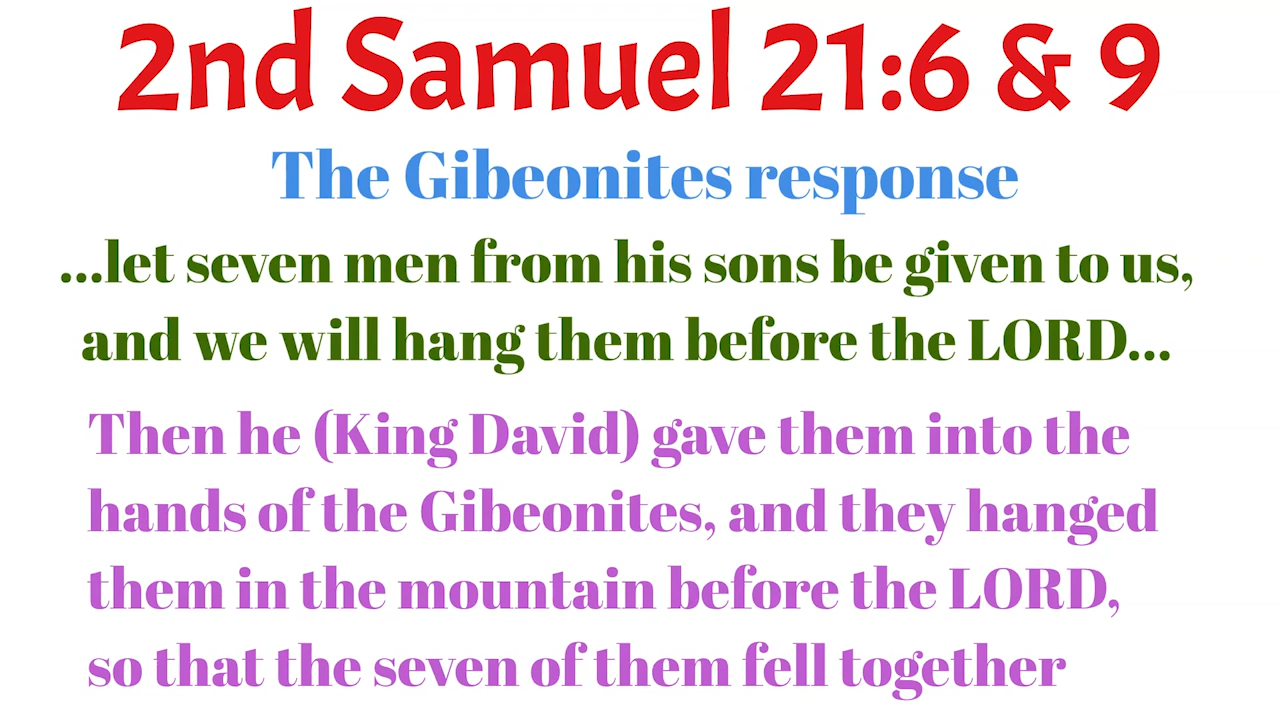 2nd Samuel 21:6 & 9
The Gibeonites response
...let seven men from his sons be given to us,
and we will hang them before the LORD...
Then he (King David) gave them into the
hands of the Gibeonites, and they hanged
them in the mountain before the LORD,
so that the seven of them fell together